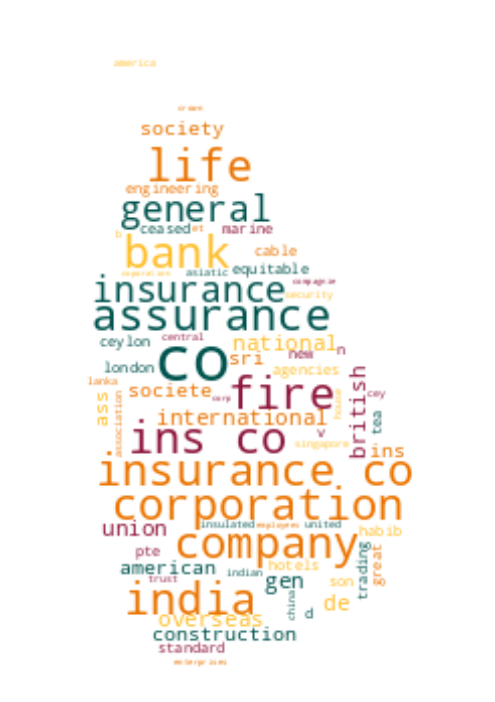 america
crown
society
life
engineering
general
ceased et marine
b
bank cable
corporation asiatic equitable
insurance compagnie
security
assurance
ceylon central national
co sri new n
london agencies
lanka societe corp fire house british cey
ass association international v tea
ins co singapore ins
insurance co
corporation
union insulated employees united habib
company
pte great
american indian hotels trading
trust gen son
india china d de
overseas
construction
standard
enterprises